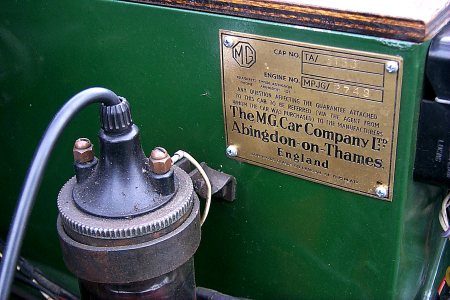 MG
CAR NO. TA/
ENGINE NO. MPJG/
ANY QUESTION AFFECTING THE GUARANTEE ATTACHED
TO THIS CAR TO BE REFERRED (VIA THE AGENT FROM
WHOM THE CAR WAS PURCHASED) TO THE MANUFACTURERS
The M.G. Car Company Ltd
Abingdon-on-Thames
England